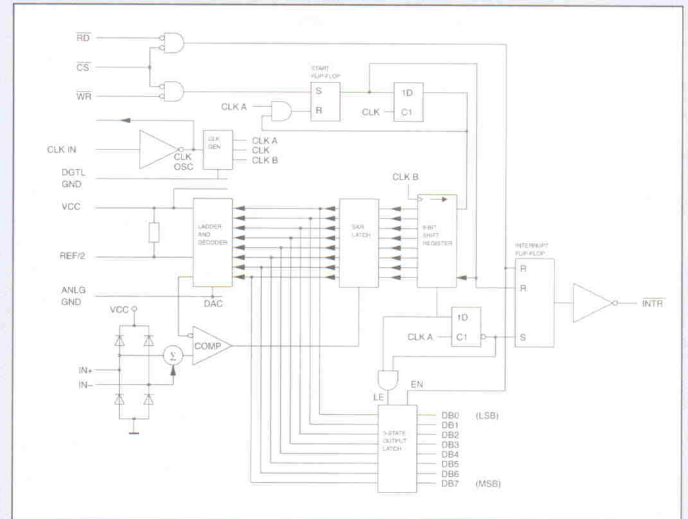 RD
CS
WR
START
FLIP-FLOP
S
R
CLK A
1D
C1
CLK
CLK IN
CLK
OSC
CLK
GEN
CLK A
CLK
CLK B
DGTL
GND
VCC
REF/2
ANLG
GND
LADDER
AND
DECODER
DAC
SAR
LATCH
CLK B
8-BIT
SHIFT
REGISTER
INTERRUPT
FLIP-FLOP
R
R
S
INTR
VCC
IN+
IN–
Σ
COMP
CLK A
1D
C1
LE
EN
3-STATE
OUTPUT
LATCH
DB0 (LSB)
DB1
DB2
DB3
DB4
DB5
DB6
DB7 (MSB)